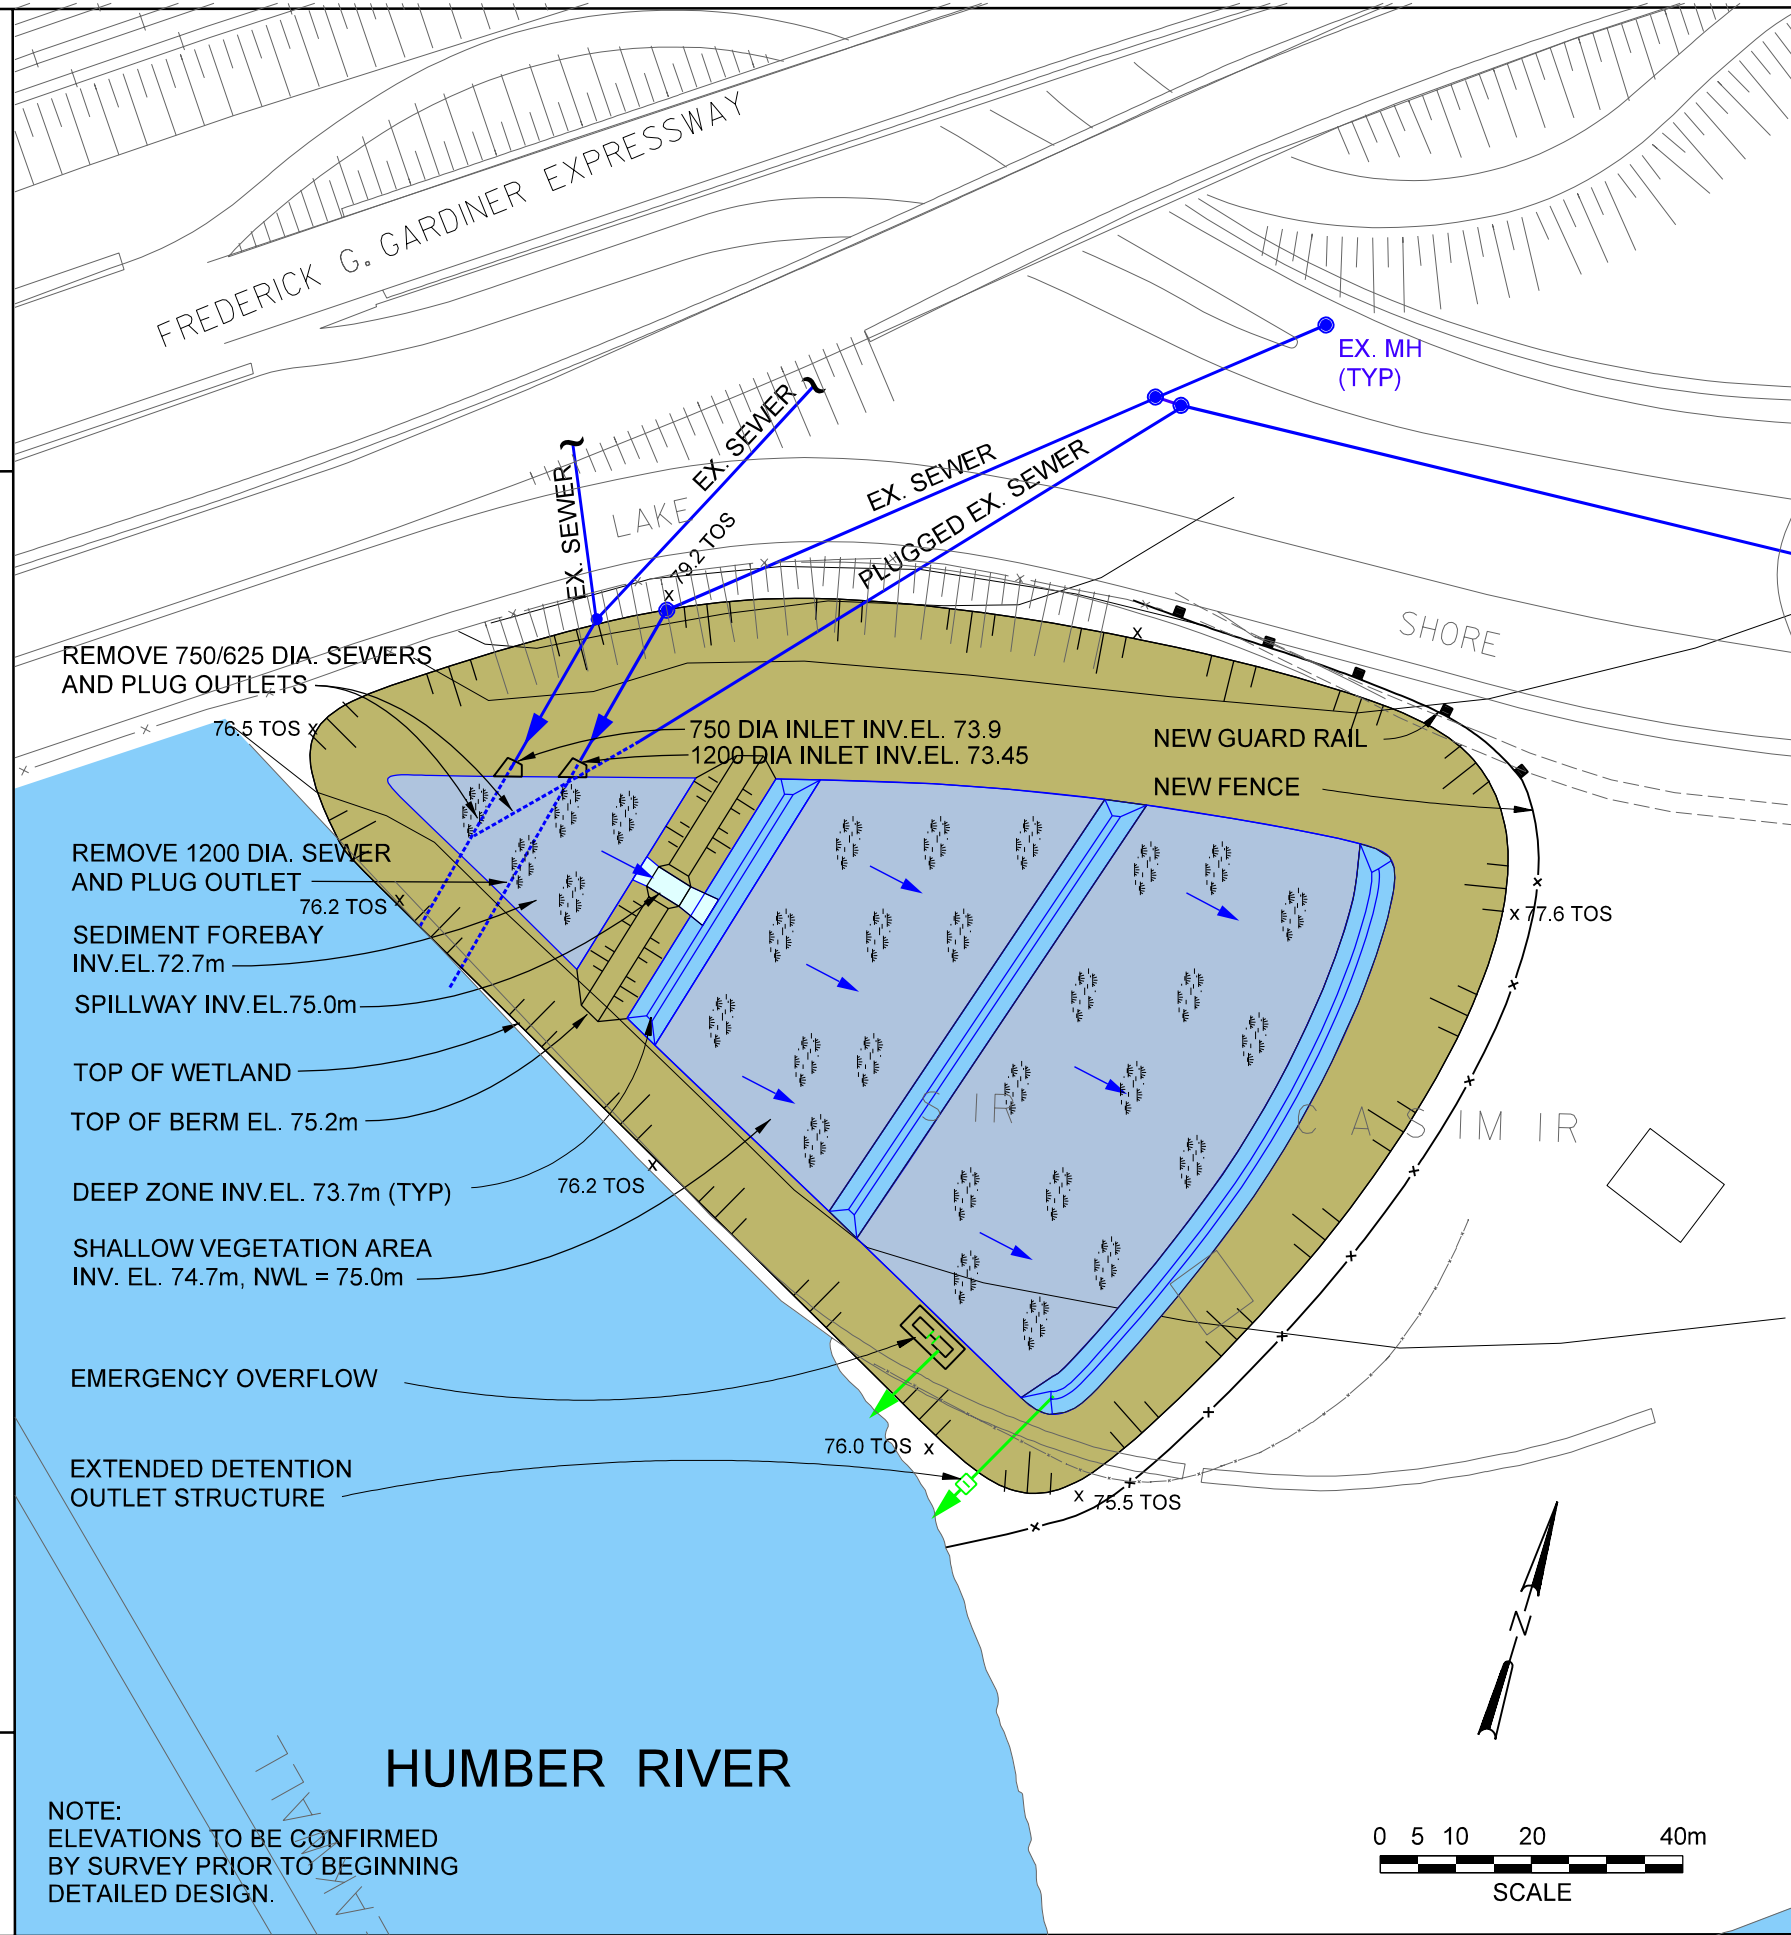 FREDERICK G. GARDINER EXPRESSWAY
EX. MH
(TYP)
EX. SEWER
EX. SEWER
EX. SEWER
PLUGGED EX. SEWER
LAKE
SHORE
79.2 TOS
REMOVE 750/625 DIA. SEWERS
AND PLUG OUTLETS
76.5 TOS
750 DIA INLET INV.EL. 73.9
1200 DIA INLET INV.EL. 73.45
NEW GUARD RAIL
NEW FENCE
REMOVE 1200 DIA. SEWER
AND PLUG OUTLET
76.2 TOS
77.6 TOS
SEDIMENT FOREBAY
INV.EL.72.7m
SPILLWAY INV.EL.75.0m
TOP OF WETLAND
TOP OF BERM EL. 75.2m
SIR CASIMIR
DEEP ZONE INV.EL. 73.7m (TYP)
76.2 TOS
SHALLOW VEGETATION AREA
INV. EL. 74.7m, NWL = 75.0m
EMERGENCY OVERFLOW
76.0 TOS
EXTENDED DETENTION
OUTLET STRUCTURE
75.5 TOS
N
HUMBER RIVER
NOTE:
ELEVATIONS TO BE CONFIRMED
BY SURVEY PRIOR TO BEGINNING
DETAILED DESIGN.
0 5 10 20 40m
SCALE